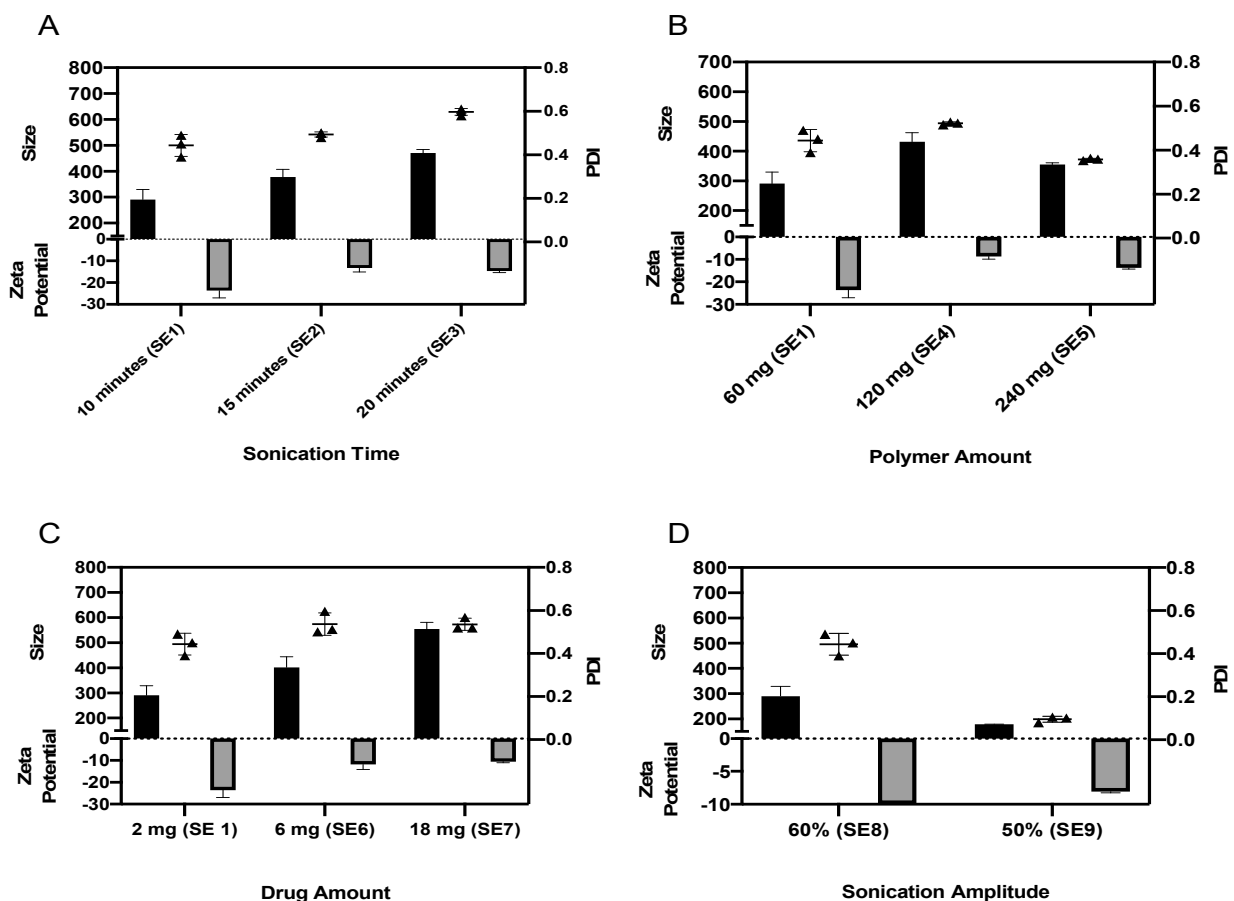 A
800
700
600
500
400
300
200
0
-10
-20
-30
Size
Zeta
Potential
0.8
0.6
0.4
0.2
0.0
PDI
10 minutes (SE1)
15 minutes (SE2)
20 minutes (SE3)
Sonication Time
B
700
600
500
400
300
200
0
-10
-20
-30
Size
Zeta
Potential
0.8
0.6
0.4
0.2
0.0
PDI
60 mg (SE1)
120 mg (SE4)
240 mg (SE5)
Polymer Amount
C
800
700
600
500
400
300
200
0
-10
-20
-30
Size
Zeta
Potential
0.8
0.6
0.4
0.2
0.0
PDI
2 mg (SE 1)
6 mg (SE6)
18 mg (SE7)
Drug Amount
D
800
700
600
500
400
300
200
0
-5
-10
Size
Zeta
Potential
0.8
0.6
0.4
0.2
0.0
PDI
60% (SE8)
50% (SE9)
Sonication Amplitude